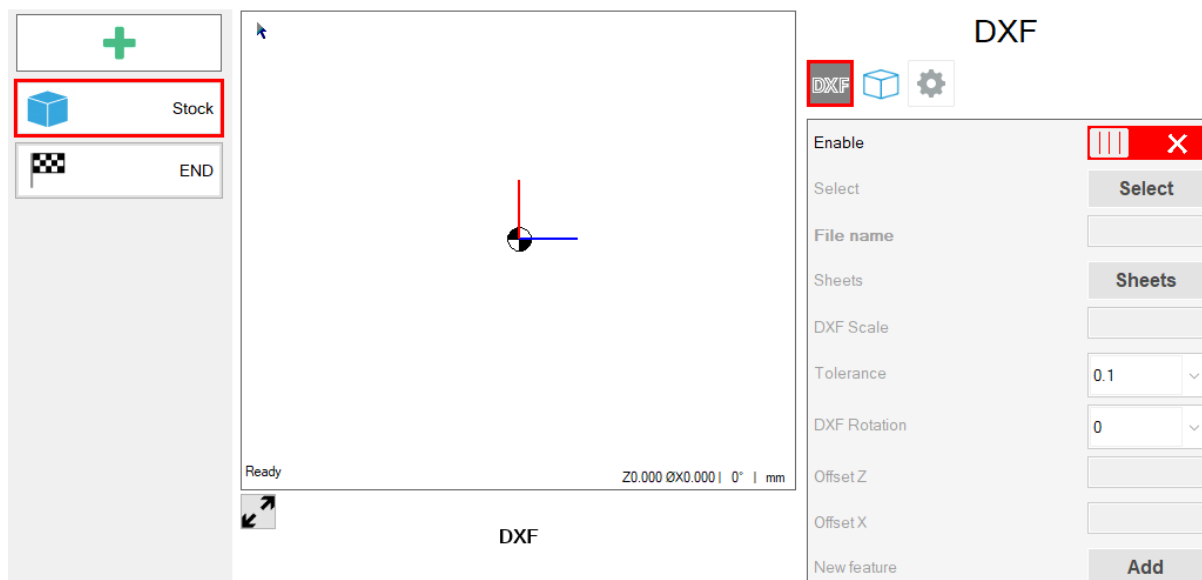 DXF
Stock
END
DXF
Enable
Select
Select
File name
Sheets
Sheets
DXF Scale
Tolerance
0.1
DXF Rotation
0
Offset Z
Offset X
New feature
Add
Ready
Z0.000 ØX0.000 | 0° | mm
DXF